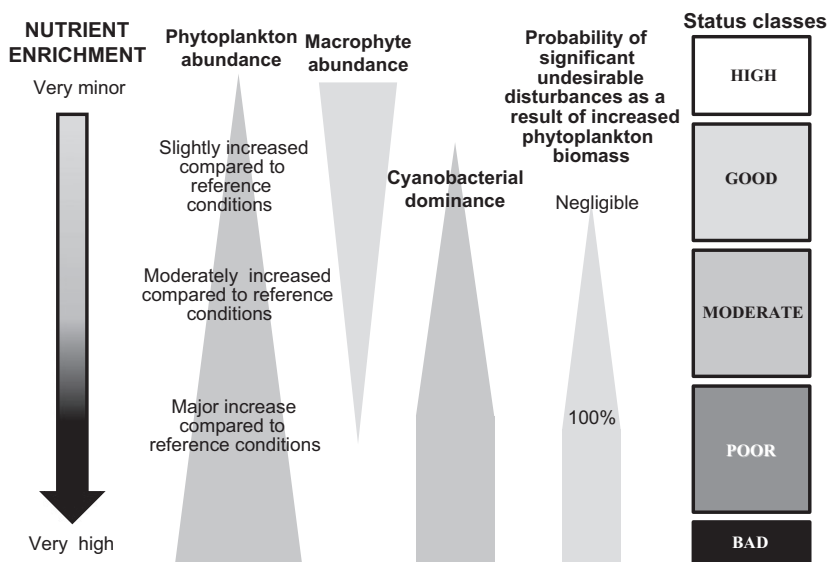 NUTRIENT
ENRICHMENT
Very minor
Very high
Phytoplankton
abundance
Slightly increased
compared to
reference
conditions
Moderately increased
compared to reference
conditions
Major increase
compared to
reference conditions
Macrophyte
abundance
Cyanobacterial
dominance
Probability of
significant
undesirable
disturbances as a
result of increased
phytoplankton
biomass
Negligible
100%
Status classes
HIGH
GOOD
MODERATE
POOR
BAD